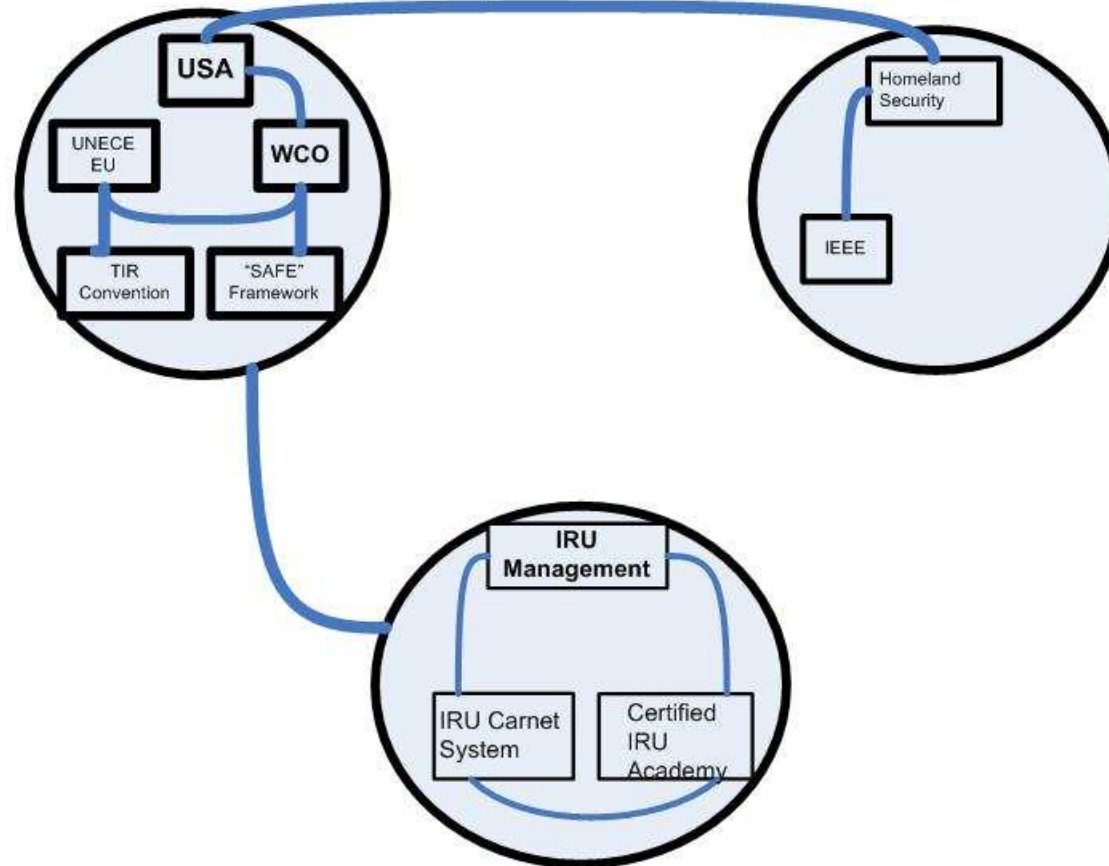 USA
UNECE
EU
WCO
TIR
Convention
"SAFE"
Framework
Homeland
Security
IEEE
IRU
Management
IRU Carnet
System
Certified
IRU
Academy